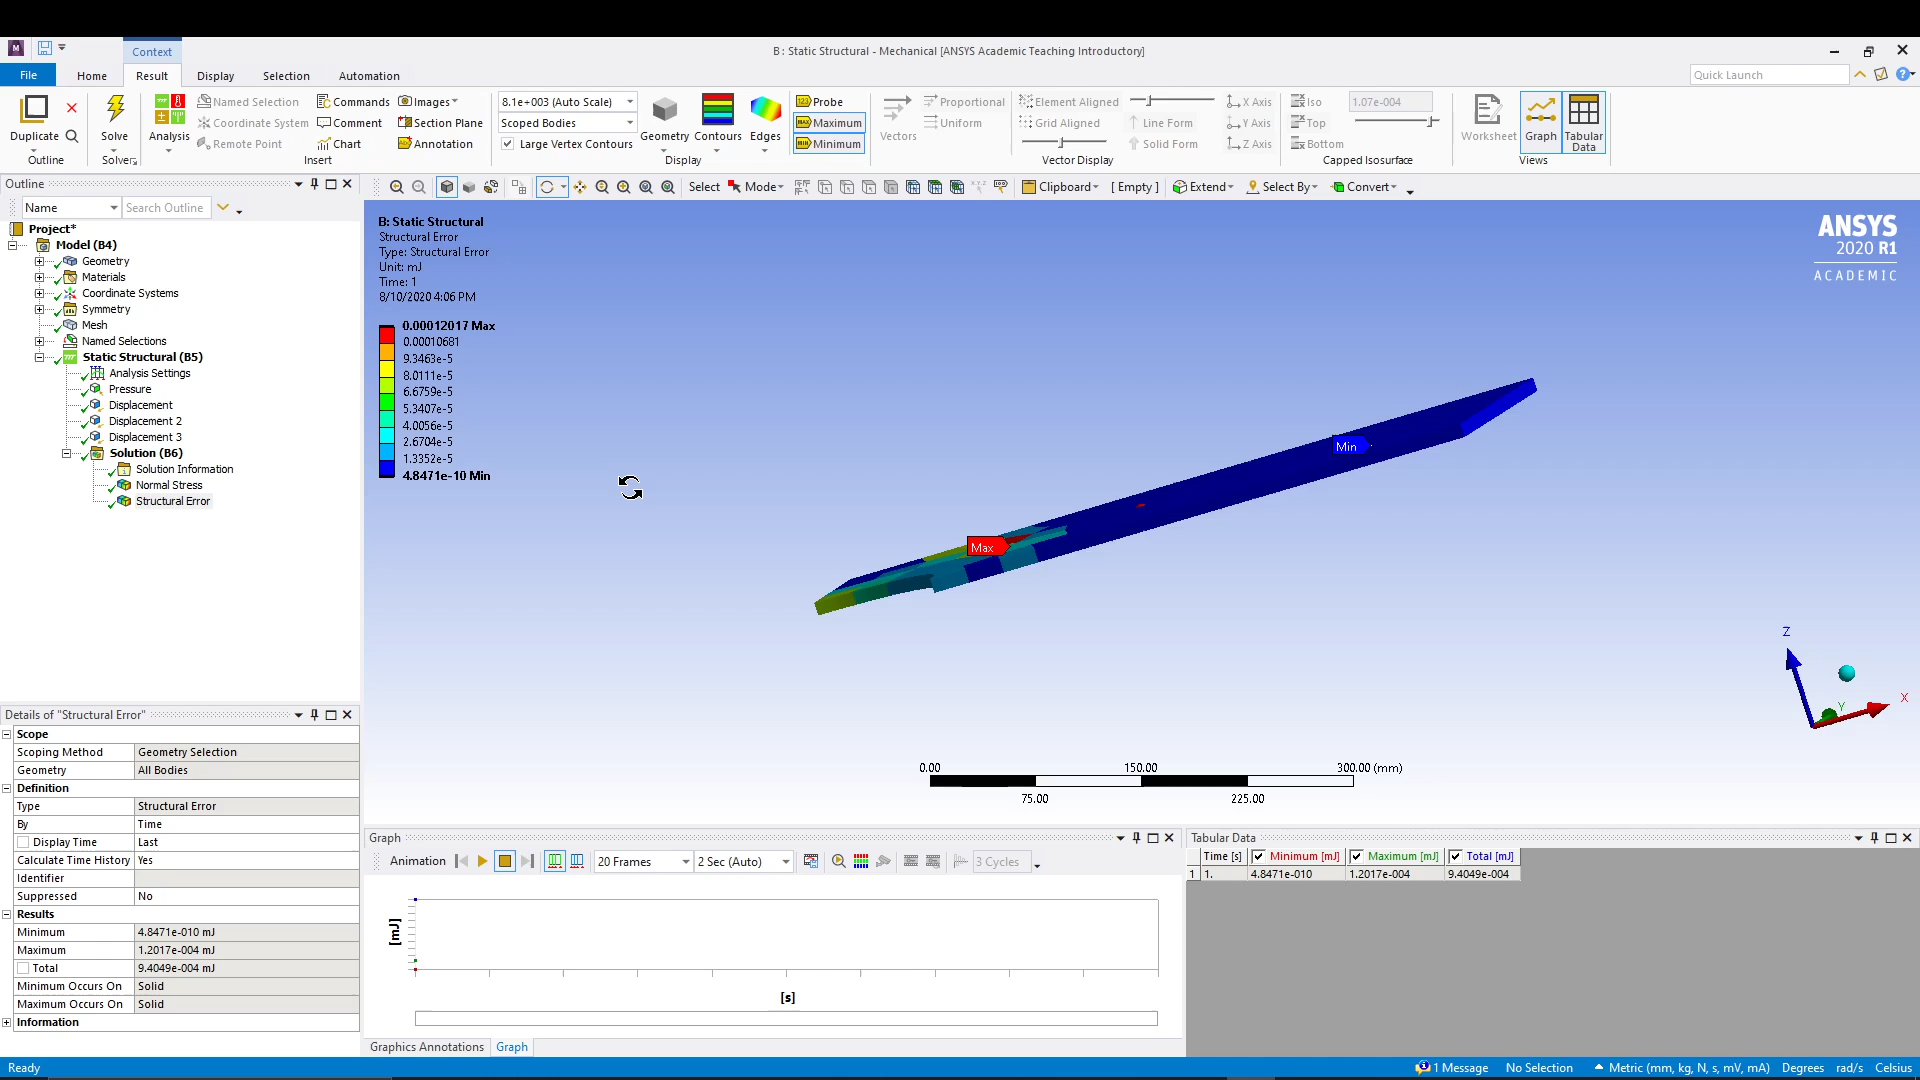 Context
B : Static Structural - Mechanical [ANSYS Academic Teaching Introductory]
File Home Result Display Selection Automation
Quick Launch
Duplicate
Outline
Solve
Solver
Analysis
Named Selection
Coordinate System
Remote Point
Commands
Comment
Chart
Images
Section Plane
Annotation
Insert
8.1e+003 (Auto Scale)
Scoped Bodies
Large Vertex Contours
Geometry
Contours
Edges
Display
Probe
Maximum
Minimum
Vectors
Proportional
Uniform
Element Aligned
Grid Aligned
Line Form
Solid Form
X Axis
Y Axis
Z Axis
Vector Display
Iso
Top
Bottom
1.07e-004
Capped Isosurface
Worksheet
Graph
Tabular Data
Views
Outline
Name
Search Outline
Select Mode Clipboard [ Empty ] Extend Select By Convert
Project*
Model (B4)
Geometry
Materials
Coordinate Systems
Symmetry
Mesh
Named Selections
Static Structural (B5)
Analysis Settings
Pressure
Displacement
Displacement 2
Displacement 3
Solution (B6)
Solution Information
Normal Stress
Structural Error
B: Static Structural
Structural Error
Type: Structural Error
Unit: mJ
Time: 1
8/10/2020 4:06 PM
0.00012017 Max
0.00010681
9.3463e-5
8.0111e-5
6.6759e-5
5.3407e-5
4.0056e-5
2.6704e-5
1.3352e-5
4.8471e-10 Min
ANSYS
2020 R1
ACADEMIC
Min
Max
Z
X
Y
0.00 150.00 300.00 (mm)
75.00 225.00
Details of "Structural Error"
Scope
Scoping Method Geometry Selection
Geometry All Bodies
Definition
Type Structural Error
By Time
Display Time Last
Calculate Time History Yes
Identifier
Suppressed No
Results
Minimum 4.8471e-010 mJ
Maximum 1.2017e-004 mJ
Total 9.4049e-004 mJ
Minimum Occurs On Solid
Maximum Occurs On Solid
Information
Graph
Animation 20 Frames 2 Sec (Auto) 3 Cycles
[mJ]
[s]
Graphics Annotations Graph
Tabular Data
Time [s] Minimum [mJ] Maximum [mJ] Total [mJ]
1 1. 4.8471e-010 1.2017e-004 9.4049e-004
Ready
1 Message No Selection Metric (mm, kg, N, s, mV, mA) Degrees rad/s Celsius